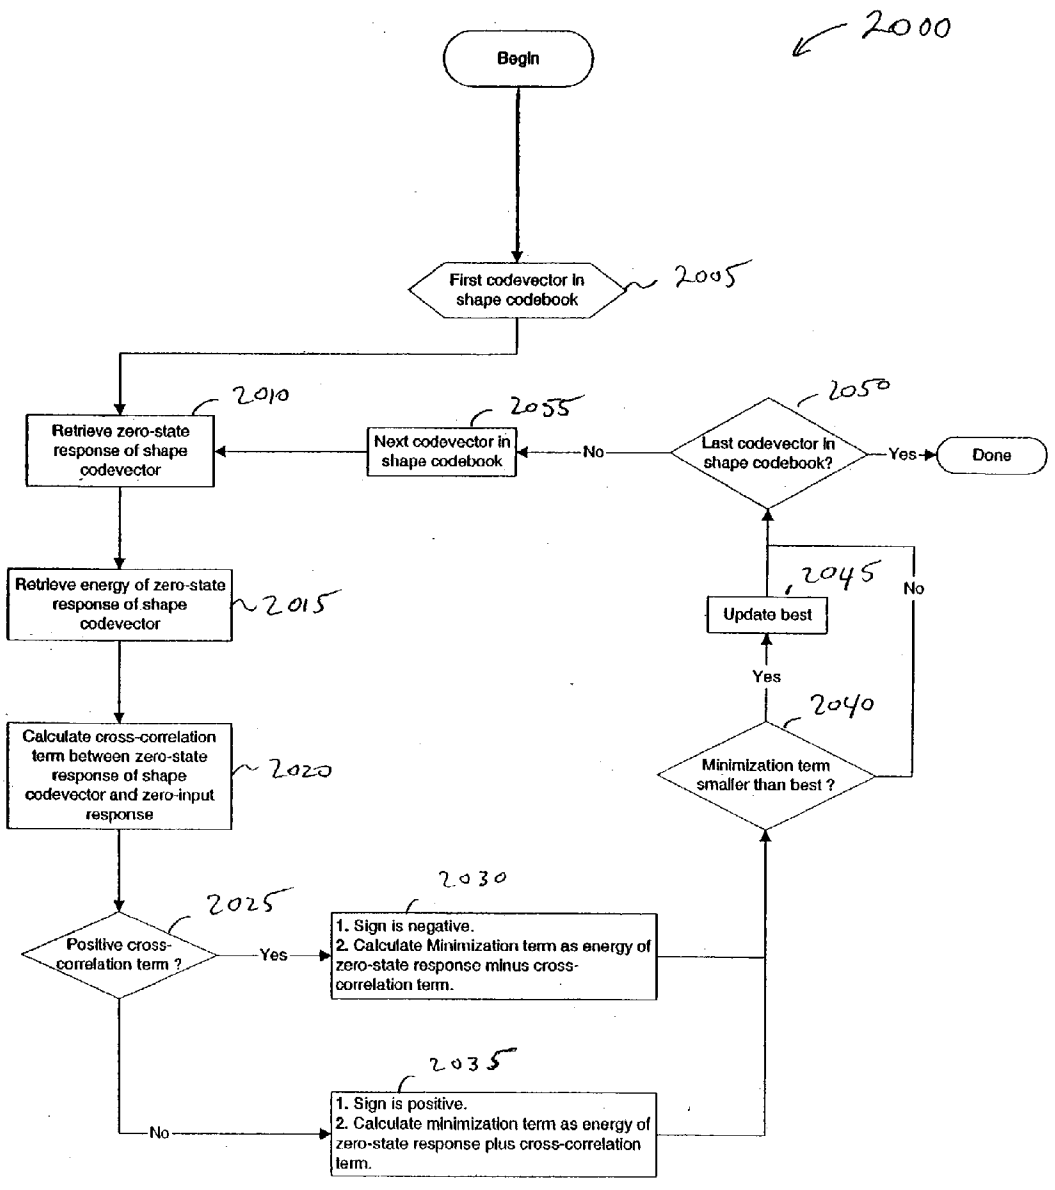 2000
Begin
First codevector in
shape codebook
2005
2010
Retrieve zero-state
response of shape
codevector
2055
Next codevector in
shape codebook
No
2050
Last codevector in
shape codebook?
Yes
Done
Retrieve energy of zero-state
response of shape
codevector
2015
2045
Update best
No
Yes
Calculate cross-correlation
term between zero-state
response of shape
codevector and zero-input
response
2020
2040
Minimization term
smaller than best ?
2025
Positive cross-
correlation term ?
Yes
2030
1. Sign is negative.
2. Calculate Minimization term as energy of
zero-state response minus cross-
correlation term.
No
2035
1. Sign is positive.
2. Calculate minimization term as energy of
zero-state response plus cross-correlation
term.